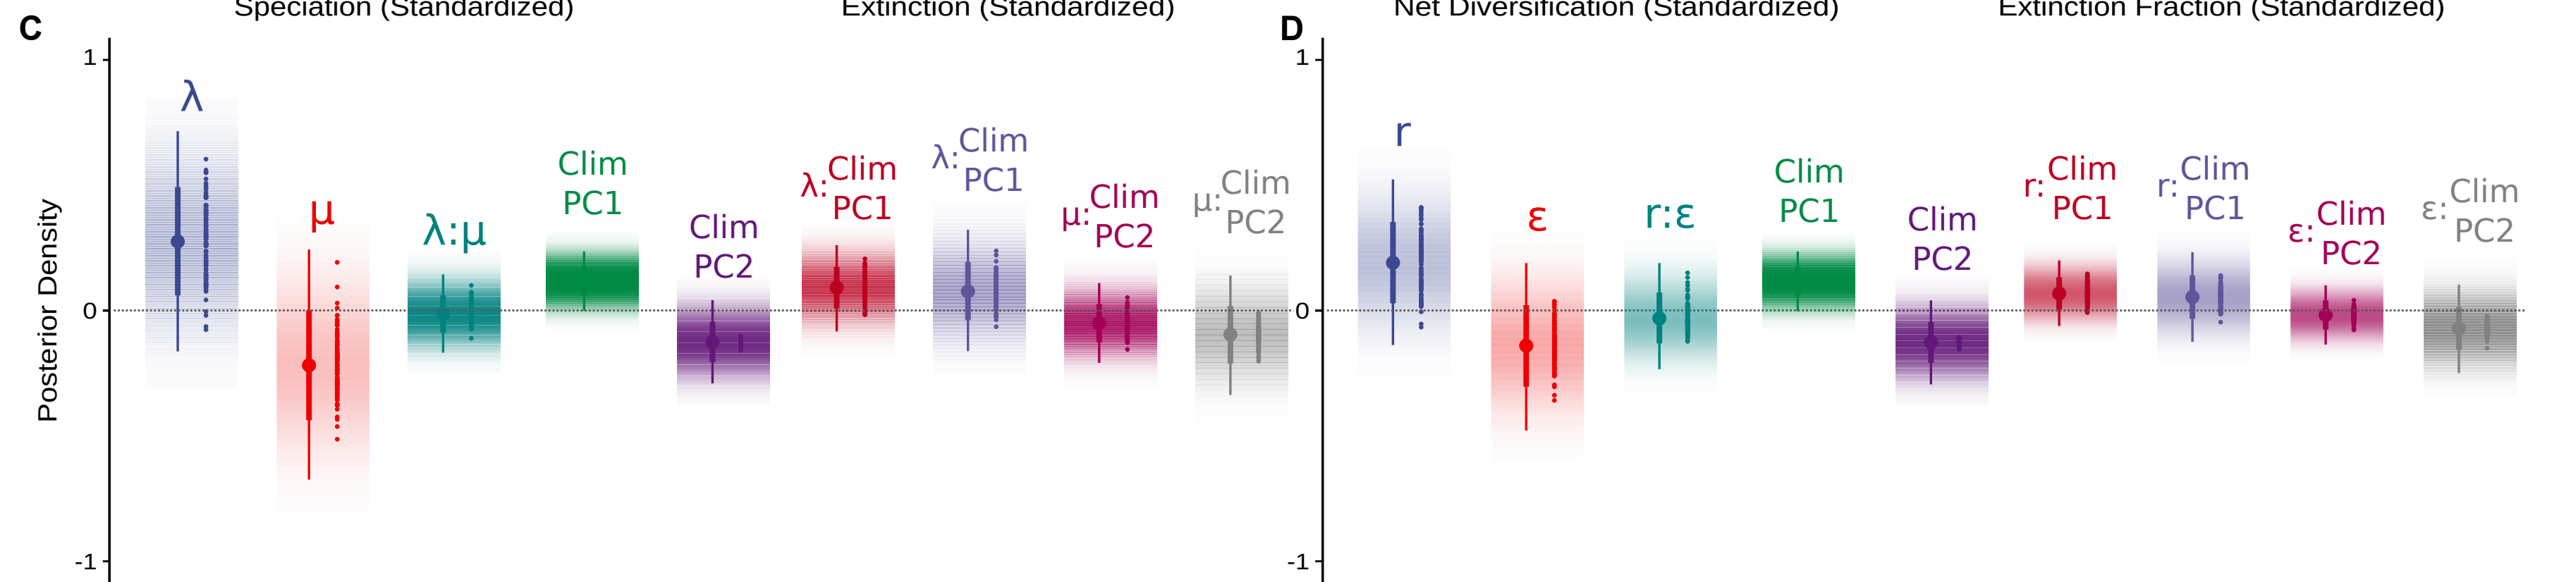 Speciation (Standardized)
Extinction (Standardized)
Net Diversification (Standardized)
Extinction Fraction (Standardized)
C
Posterior Density
1
0
-1
λ
μ
λ:μ
Clim
PC1
Clim
PC2
λ:Clim
PC1
λ:Clim
PC1
μ:Clim
PC2
μ:Clim
PC2
D
1
0
-1
r
ε
r:ε
Clim
PC1
Clim
PC2
r:Clim
PC1
r:Clim
PC1
ε:Clim
PC2
ε:Clim
PC2